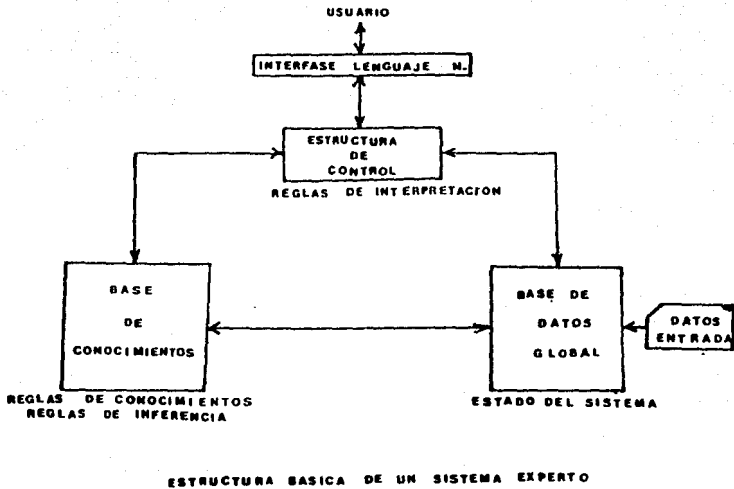 USUARIO
INTERFASE LENGUAJE N.
ESTRUCTURA
DE
CONTROL
REGLAS DE INTERPRETACION
BASE
DE
CONOCIMIENTOS
REGLAS DE CONOCIMIENTOS
REGLAS DE INFERENCIA
BASE DE
DATOS
GLOBAL
ESTADO DEL SISTEMA
DATOS
ENTRADA
ESTRUCTURA BASICA DE UN SISTEMA EXPERTO